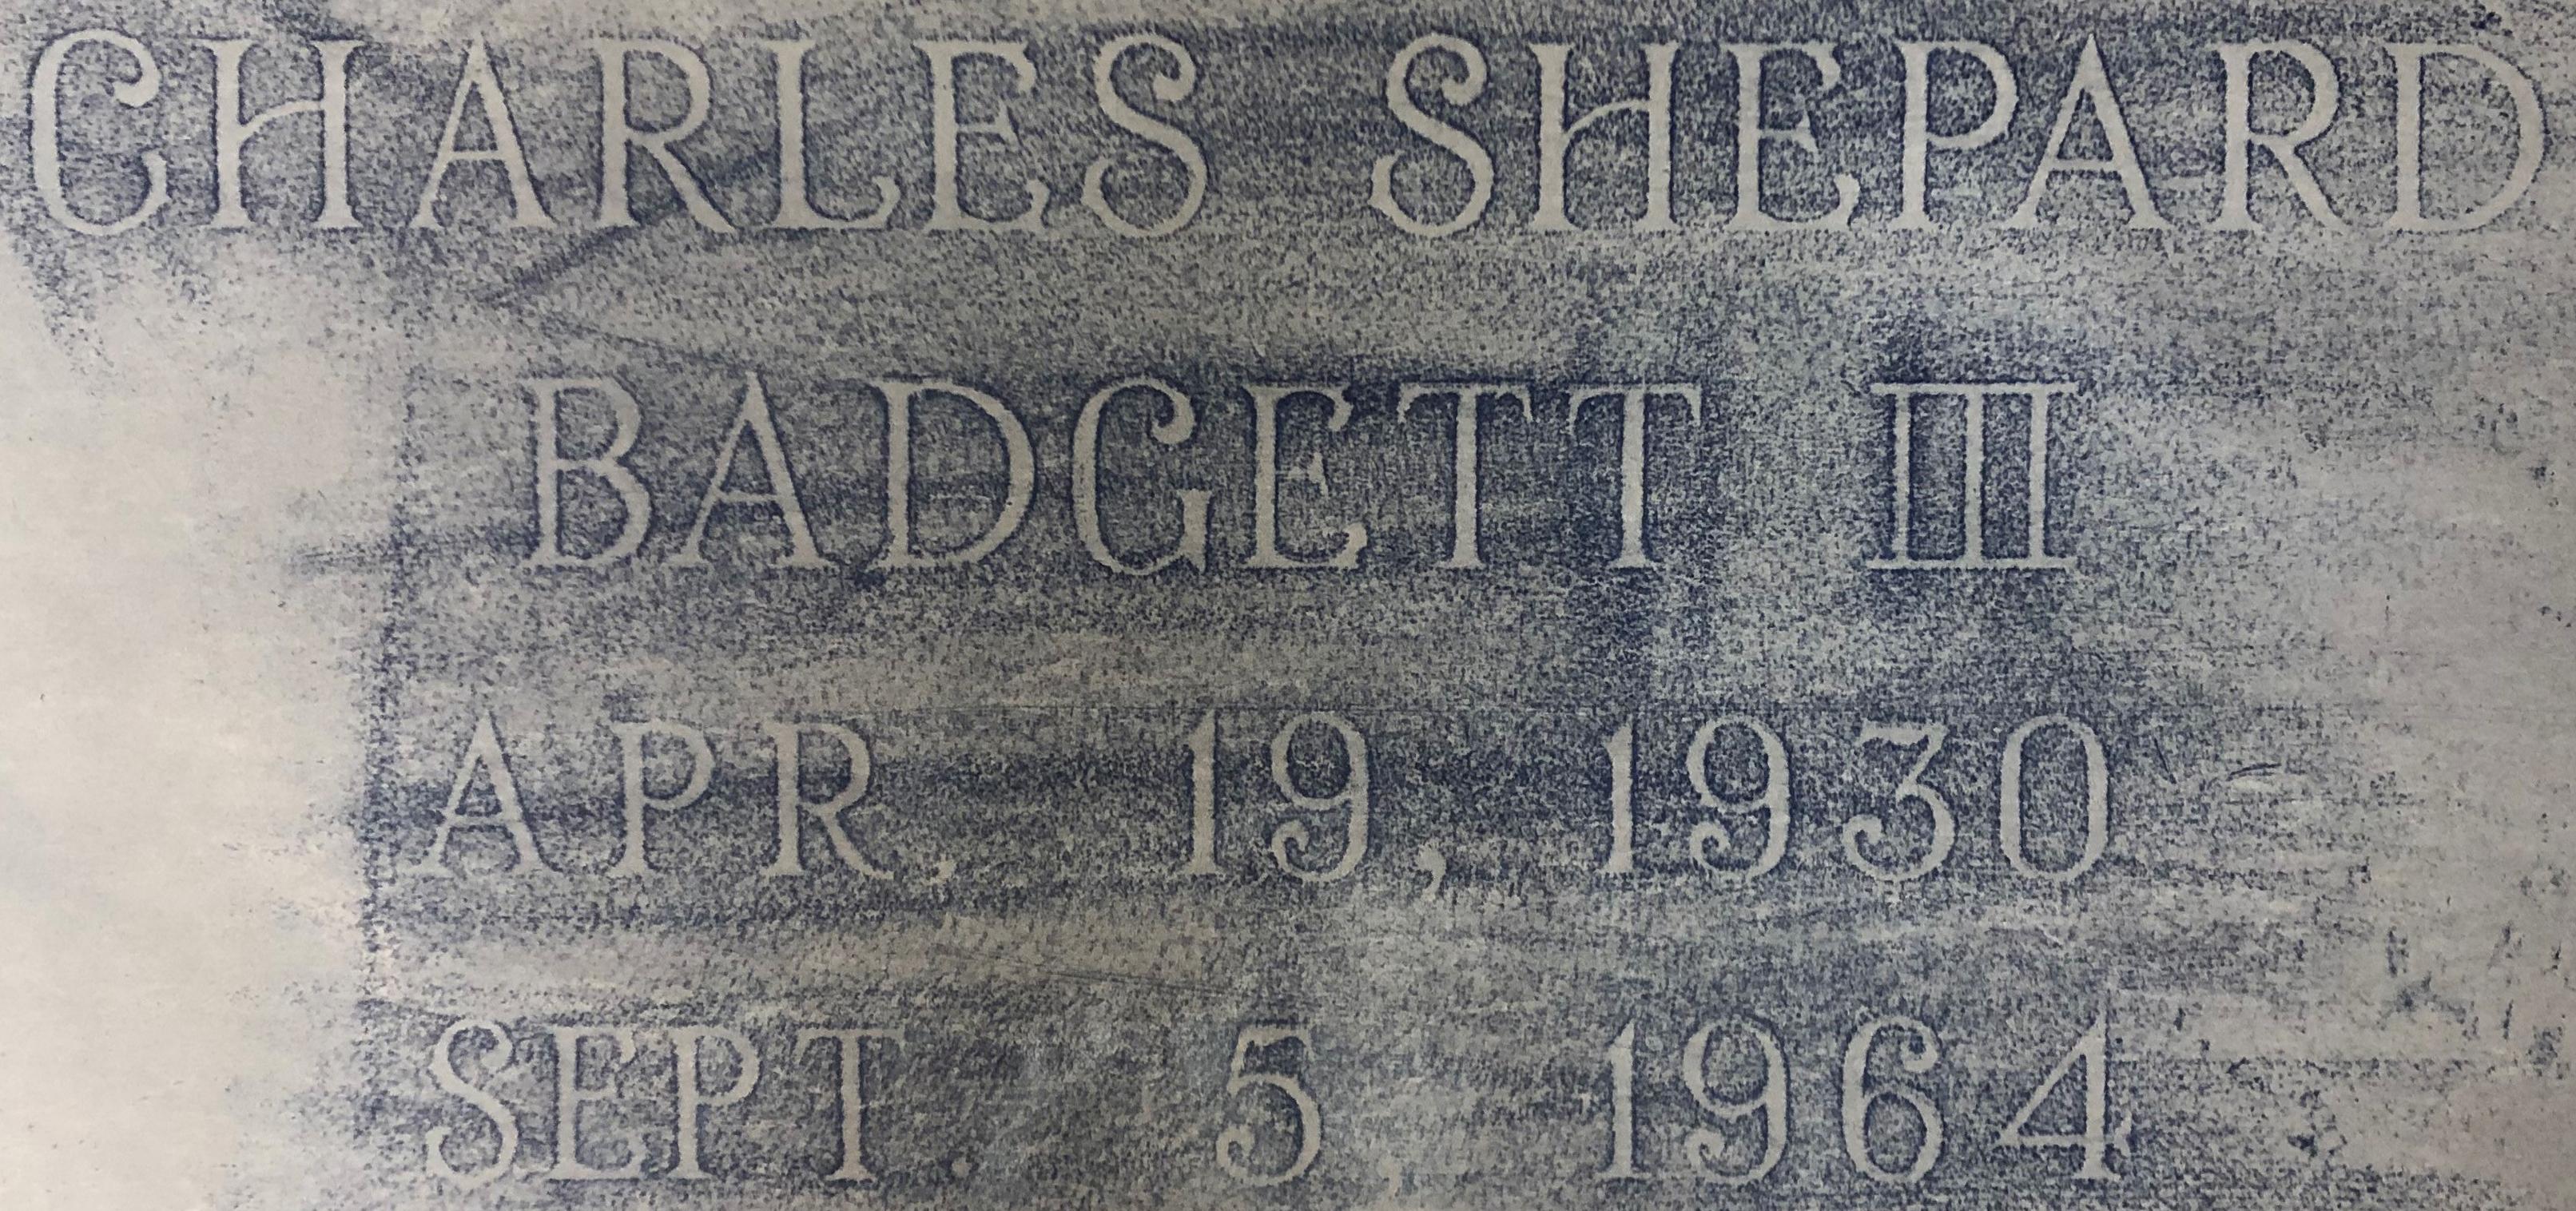 CHARLES SHEPARD
BADGETT III
APR, 19, 1930
SEPT. 5, 1964